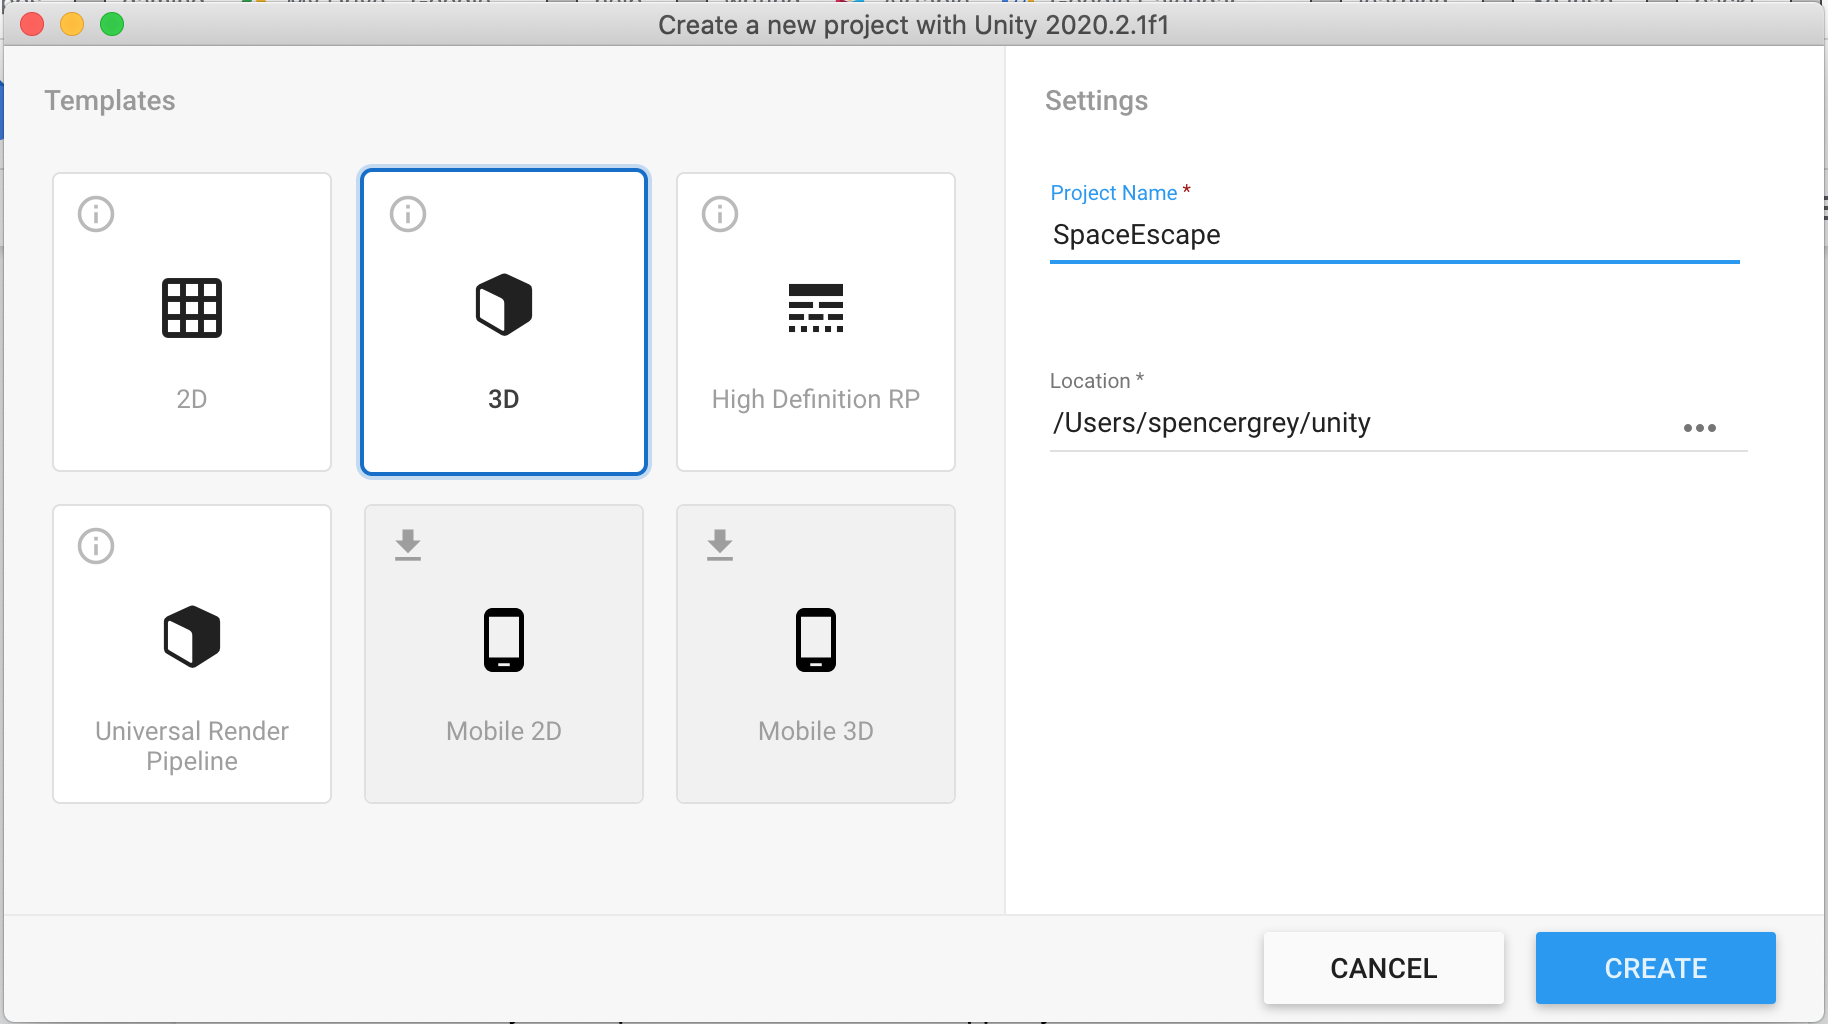 Create a new project with Unity 2020.2.1f1
Templates
Settings
2D
3D
High Definition RP
Universal Render
Pipeline
Mobile 2D
Mobile 3D
Project Name *
SpaceEscape
Location *
/Users/spencergrey/unity
•••
CANCEL
CREATE